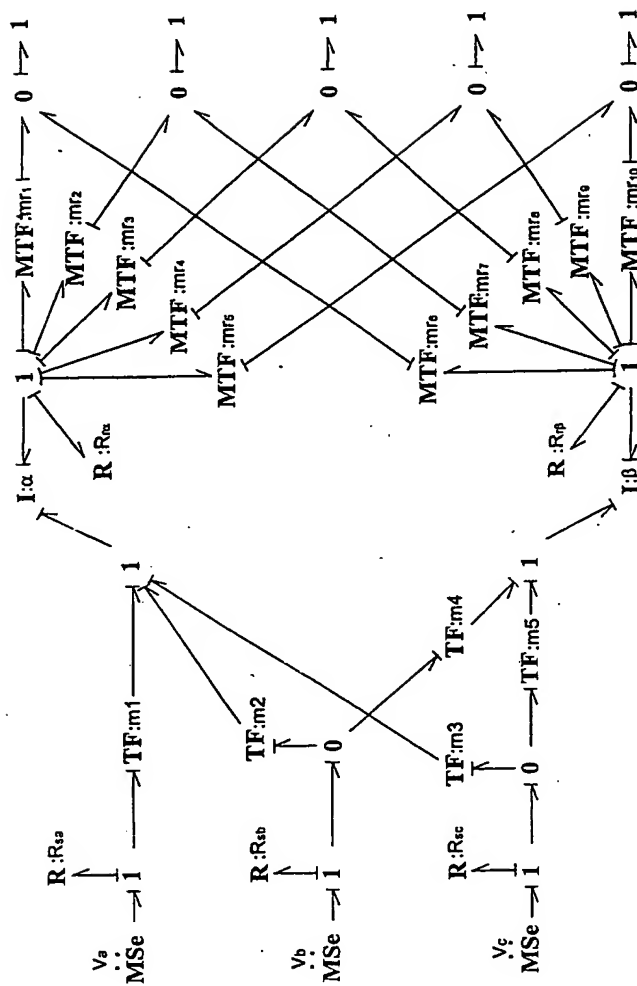 I:α 1 MTF:mr₁ 0 1
MTF:mr₂
R:Rrα MTF:mr₃ 0 1
MTF:mr₄
MTF:mr₅
R:Rsa
Va
MSe 1 TF:m1 1
0 1
R:Rsb TF:m2
Vb
MSe 1 0
TF:m4
MTF:mr₆ 0 1
MTF:mr₇
R:Rsc TF:m3
MTF:mr₈
R:Rrβ MTF:mr₉
Vc
MSe 1 0 TF:m5 1
I:β 1 MTF:mr₁₀ 0 1